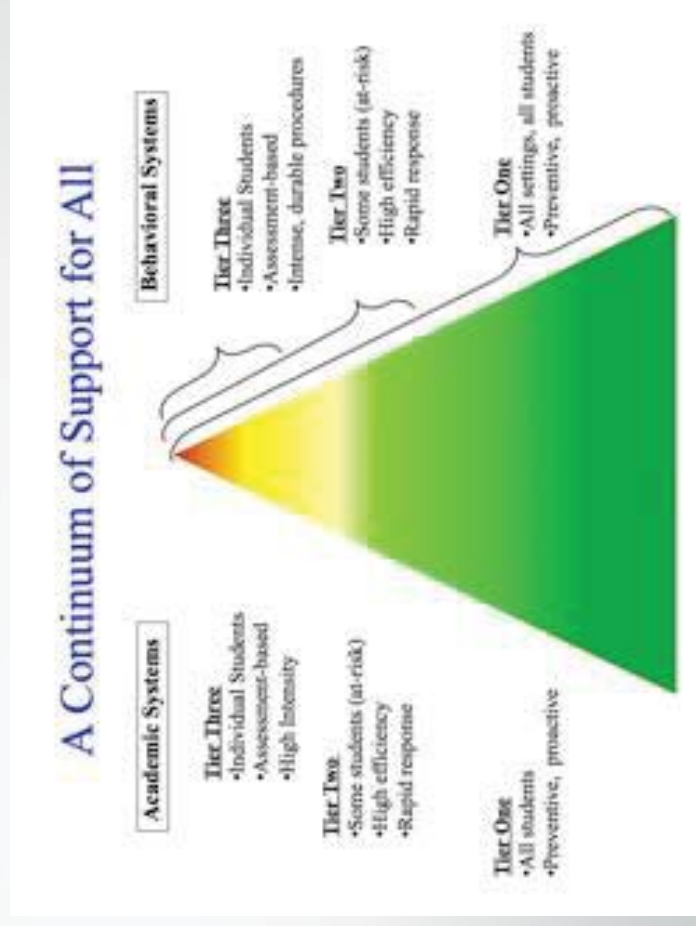 A Continuum of Support for All
Academic Systems
Tier Three
•Individual Students
•Assessment-based
•High Intensity
Tier Two
•Some students (at-risk)
•High efficiency
•Rapid response
Tier One
•All students
•Preventive, proactive
Behavioral Systems
Tier Three
•Individual Students
•Assessment-based
•Intense, durable procedures
Tier Two
•Some students (at-risk)
•High efficiency
•Rapid response
Tier One
•All settings, all students
•Preventive, proactive